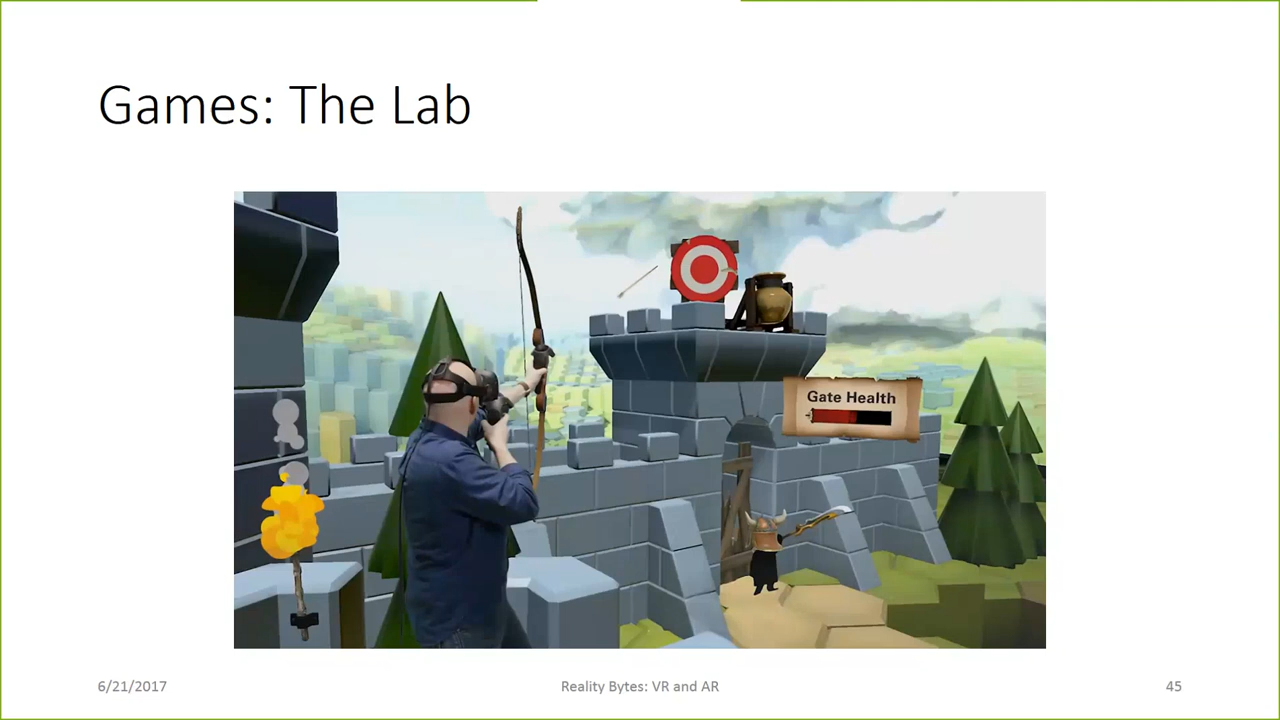 Games: The Lab
Gate Health
6/21/2017
Reality Bytes: VR and AR
45